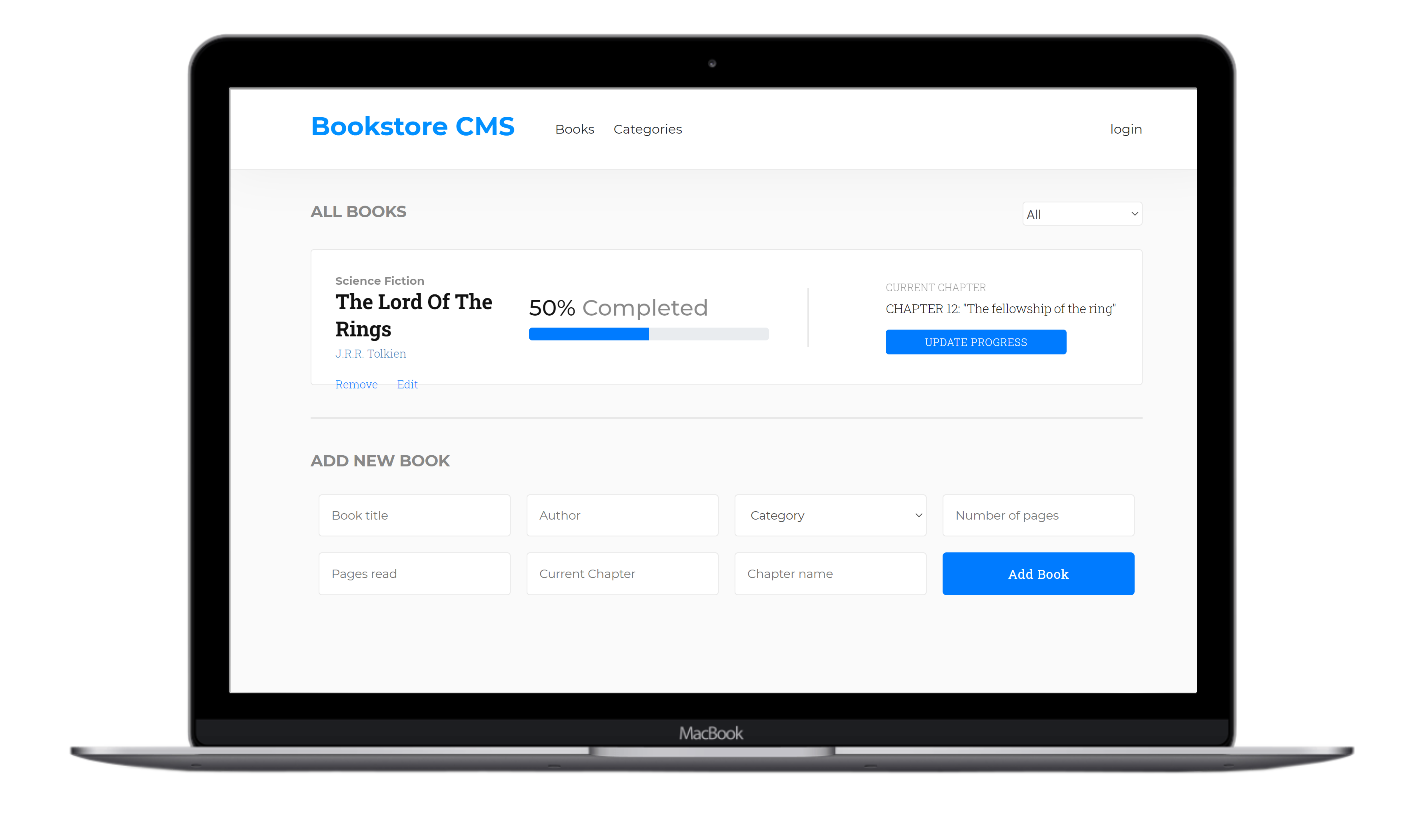 Bookstore CMS
Books
Categories
login
ALL BOOKS
All
Science Fiction
The Lord Of The
Rings
J.R.R. Tolkien
Remove
Edit
50% Completed
CURRENT CHAPTER
CHAPTER 12: "The fellowship of the ring"
UPDATE PROGRESS
ADD NEW BOOK
Book title
Author
Category
Number of pages
Pages read
Current Chapter
Chapter name
Add Book
MacBook